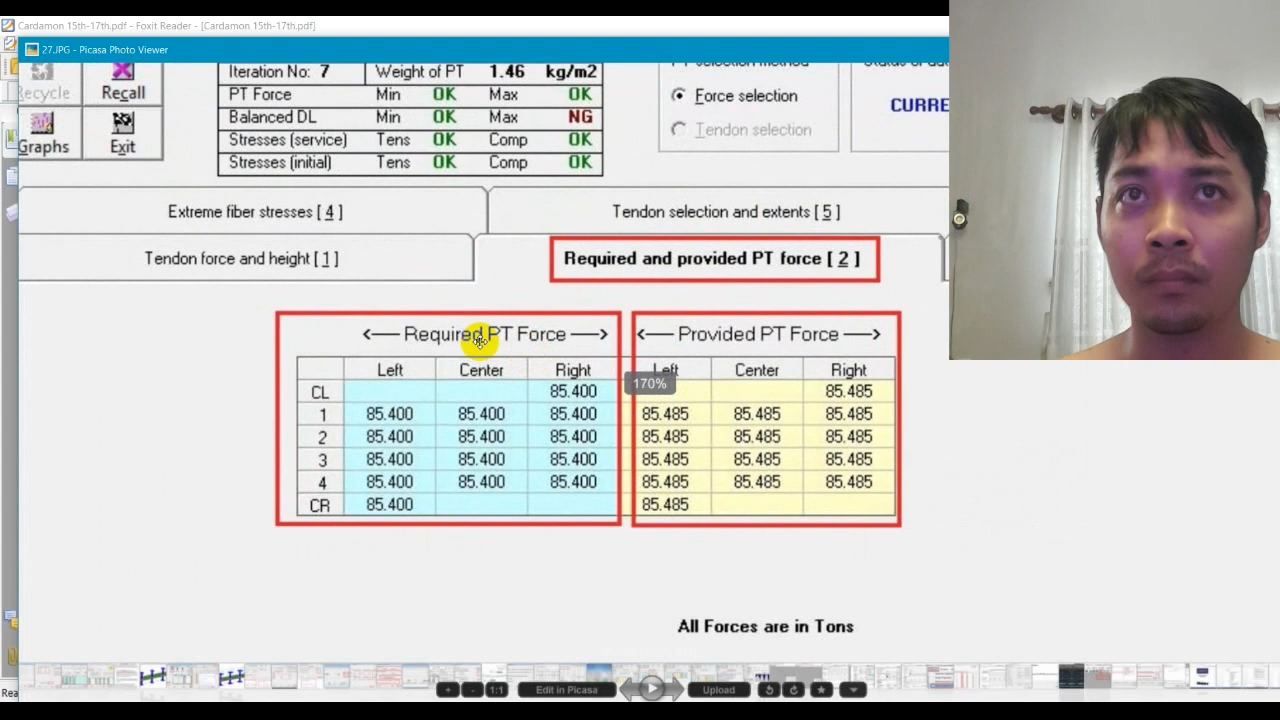 Cardamon 15th-17th.pdf - Foxit Reader - [Cardamon 15th-17th.pdf]
27.JPG - Picasa Photo Viewer
Recycle
Recall
Graphs
Exit
Iteration No: 7 Weight of PT 1.46 kg/m2
PT Force Min OK Max OK
Balanced DL Min OK Max NG
Stresses (service) Tens OK Comp OK
Stresses (initial) Tens OK Comp OK
Force selection
Tendon selection
CURRE
Extreme fiber stresses [ 4 ]
Tendon selection and extents [ 5 ]
Tendon force and height [ 1 ]
Required and provided PT force [ 2 ]
<—— Required PT Force ——> <—— Provided PT Force ——>
Left Center Right Left Center Right
170%
CL 85.400 85.485
1 85.400 85.400 85.400 85.485 85.485 85.485
2 85.400 85.400 85.400 85.485 85.485 85.485
3 85.400 85.400 85.400 85.485 85.485 85.485
4 85.400 85.400 85.400 85.485 85.485 85.485
CR 85.400 85.485
All Forces are in Tons
Rea
+ - 1:1 Edit in Picasa Upload